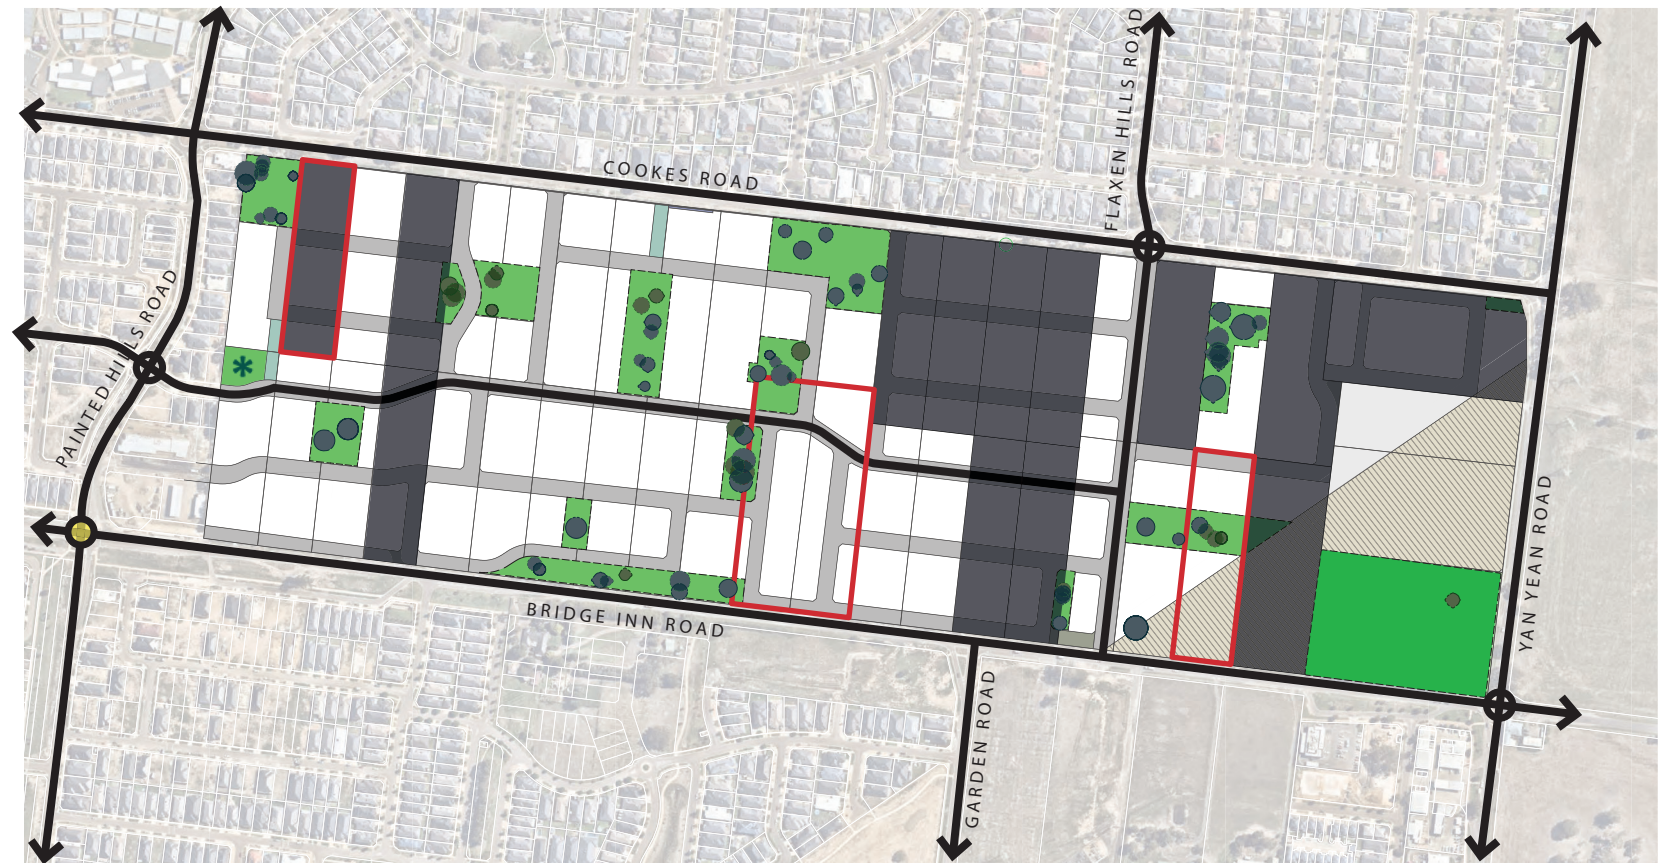 FLAXEN HILLS ROAD
COOKES ROAD
PAINTED HILLS ROAD
YAN YEAN ROAD
BRIDGE INN ROAD
GARDEN ROAD